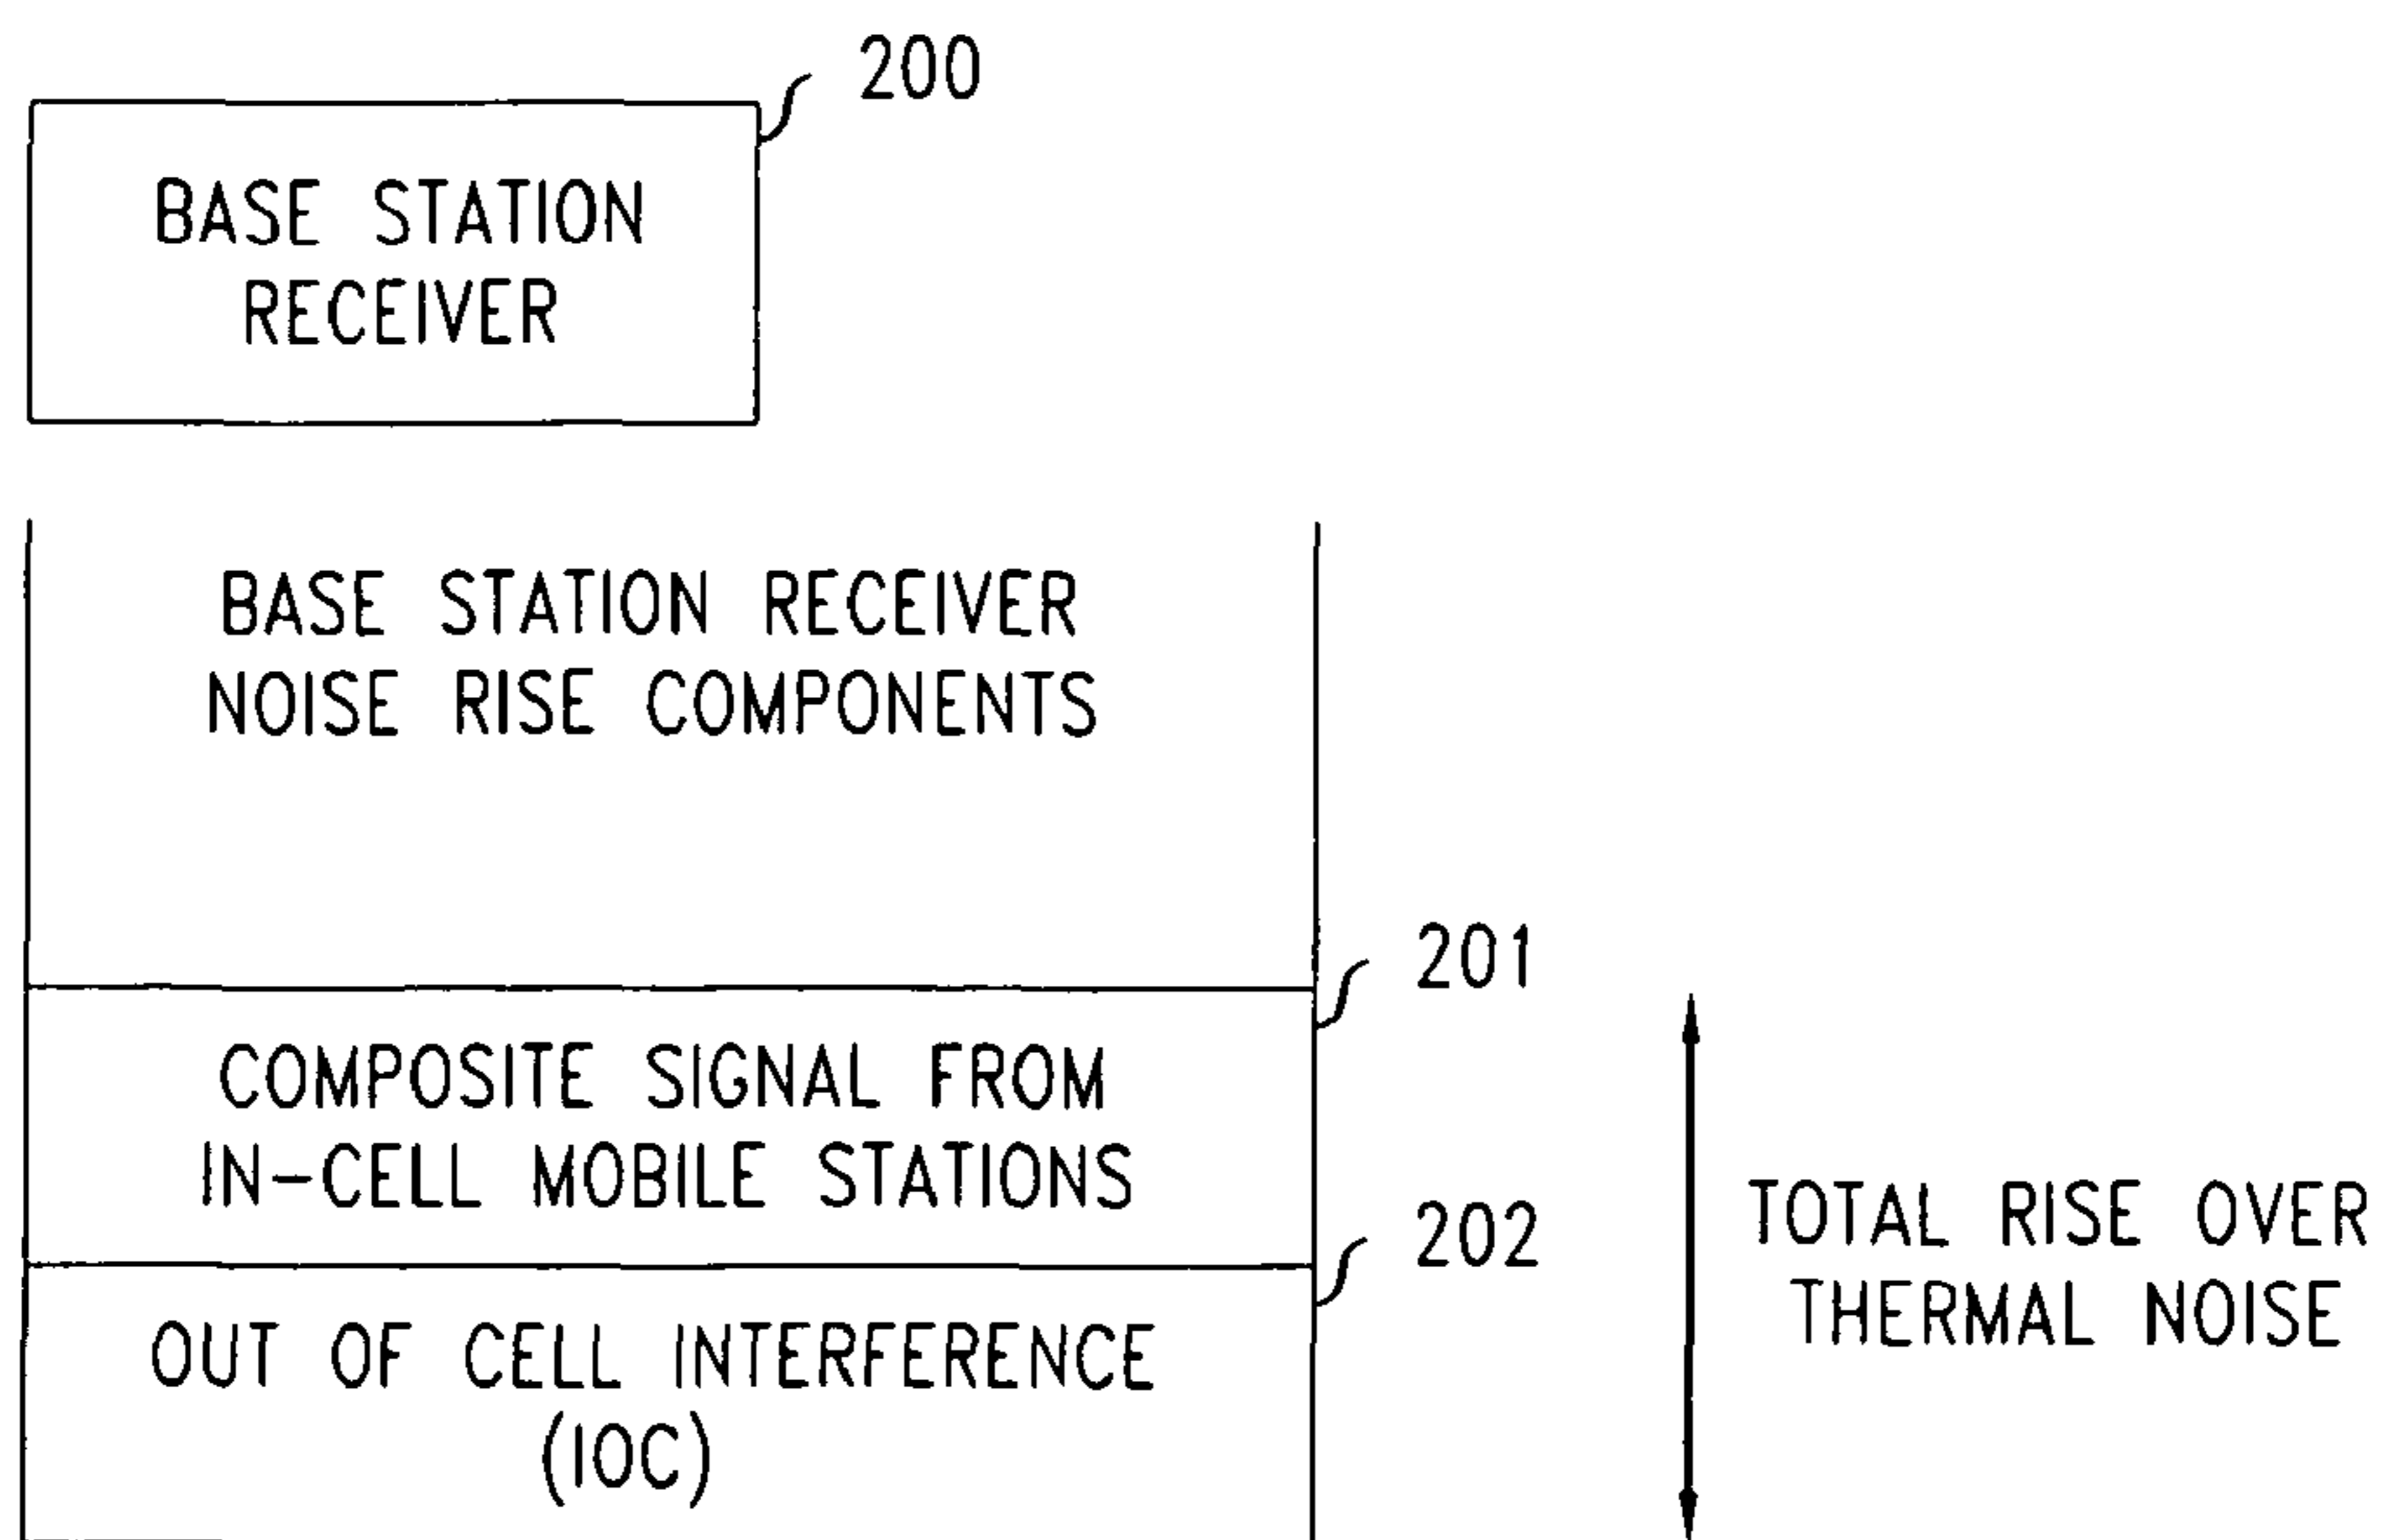 200
BASE STATION
RECEIVER
BASE STATION RECEIVER
NOISE RISE COMPONENTS
201
COMPOSITE SIGNAL FROM
IN-CELL MOBILE STATIONS
202
TOTAL RISE OVER
THERMAL NOISE
OUT OF CELL INTERFERENCE
(IOC)